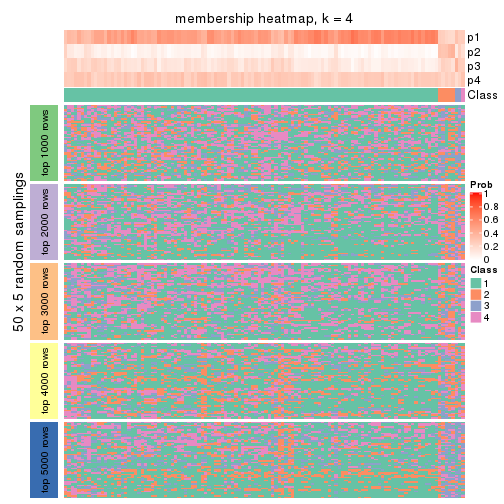 membership heatmap, k = 4
p1
p2
p3
p4
Class
50 x 5 random samplings
top 1000 rows
top 2000 rows
top 3000 rows
top 4000 rows
top 5000 rows
Prob
1
0.8
0.6
0.4
0.2
0
Class
1
2
3
4